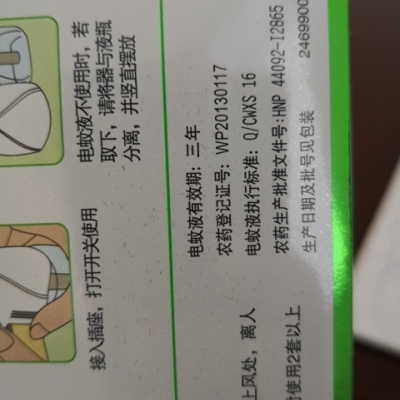 电蚊液不使用时，若
取下，请将器与液瓶
分离，并竖直摆放
接入插座，打开开关使用
电蚊液有效期：三年
农药登记证号：WP20130117
电蚊液执行标准：Q/CWXS 16
农药生产批准文件号:HNP 44092-I2865
生产日期及批号见包装
2469900
上风处，离人
时使用2套以上